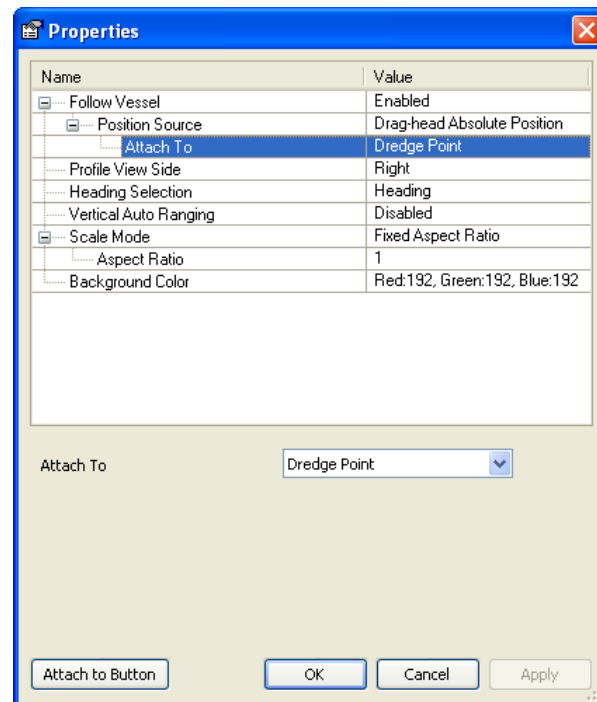 Properties
Name Value
Follow Vessel Enabled
Position Source Drag-head Absolute Position
Attach To Dredge Point
Profile View Side Right
Heading Selection Heading
Vertical Auto Ranging Disabled
Scale Mode Fixed Aspect Ratio
Aspect Ratio 1
Background Color Red:192, Green:192, Blue:192
Attach To Dredge Point
Attach to Button OK Cancel Apply